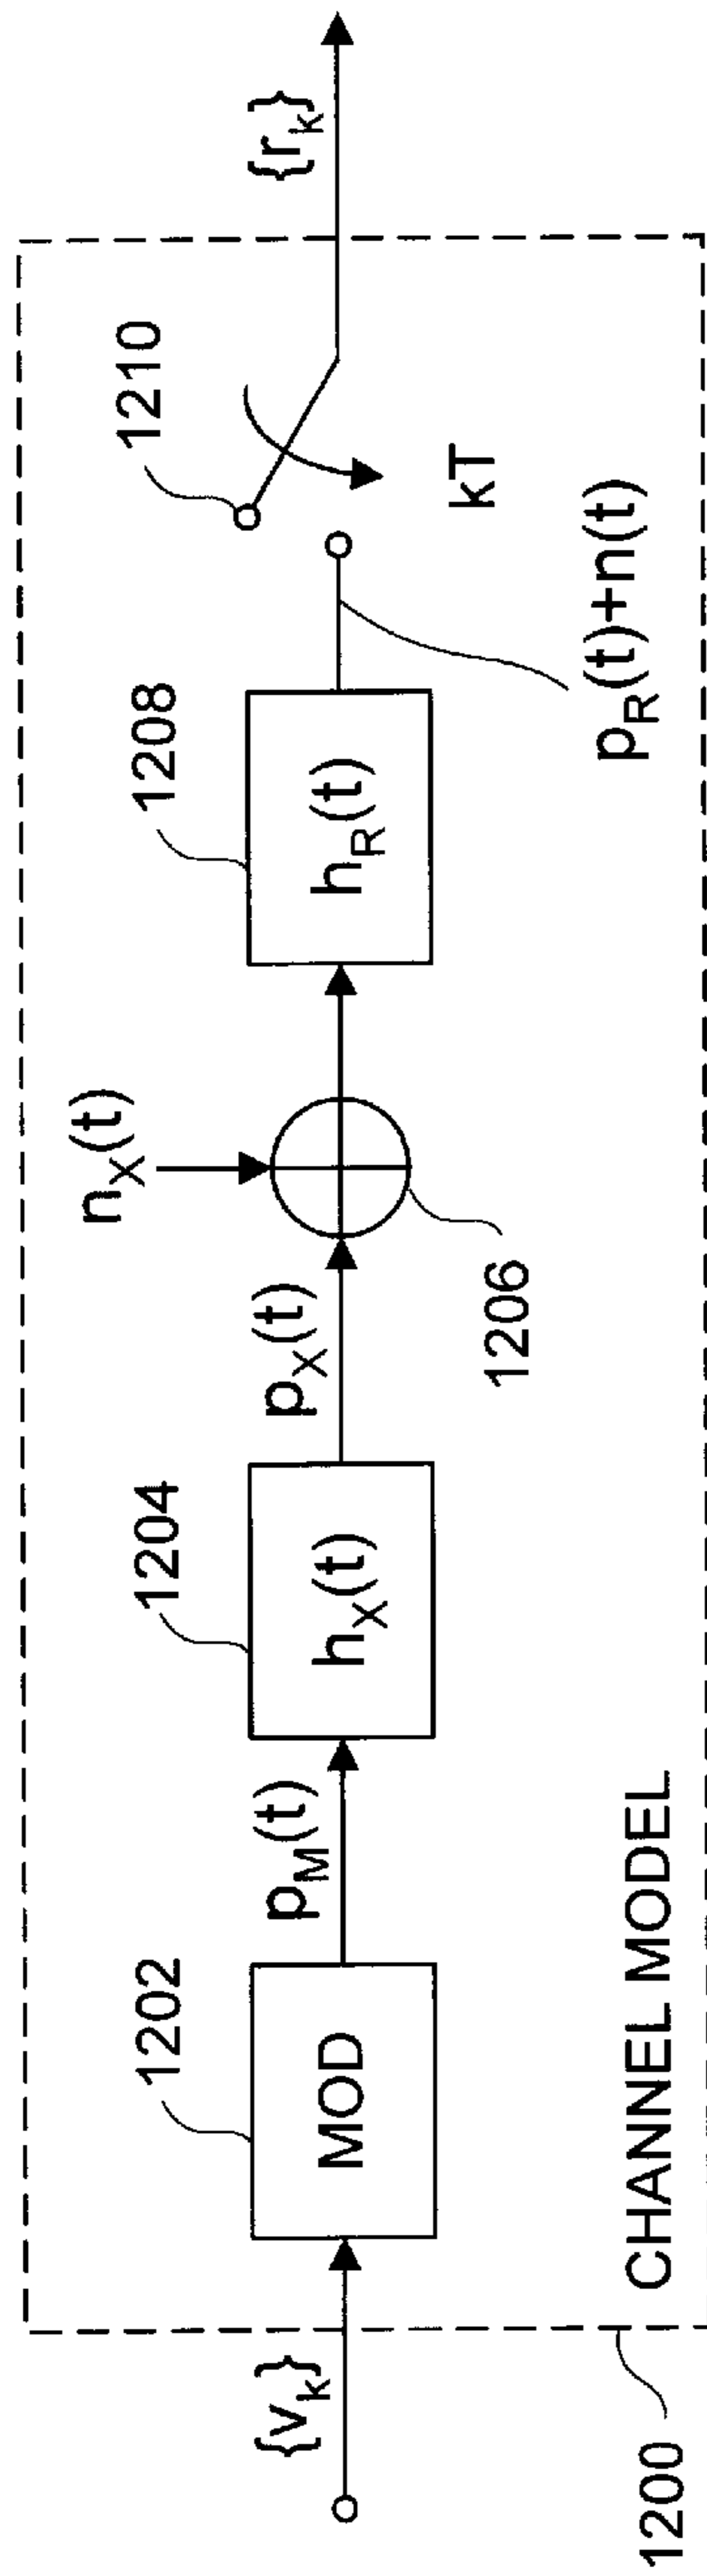 {v_k}
1200
1202
MOD
p_M(t)
1204
h_X(t)
p_X(t)
n_X(t)
1206
1208
h_R(t)
p_R(t)+n(t)
1210
kT
{r_k}
CHANNEL MODEL